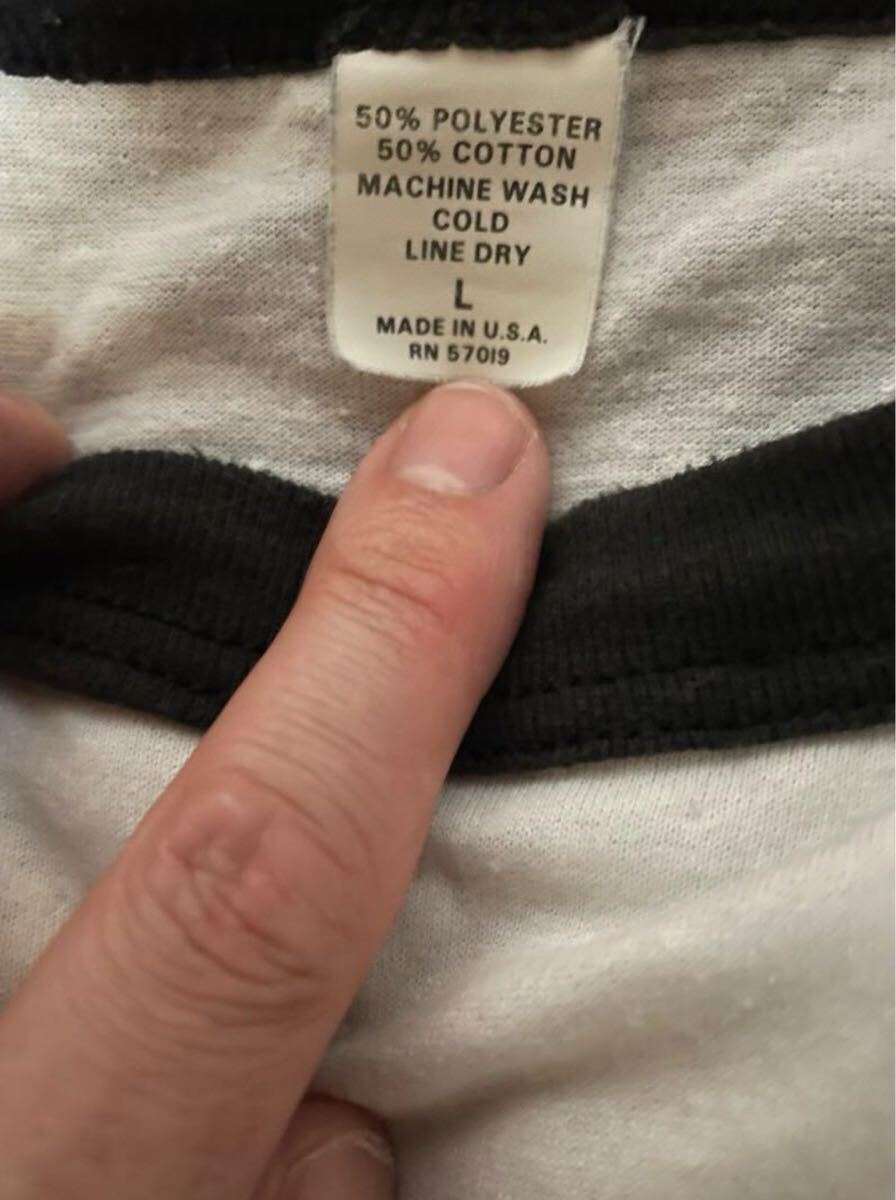 50% POLYESTER
50% COTTON
MACHINE WASH
COLD
LINE DRY
L
MADE IN U.S.A.
RN 57019